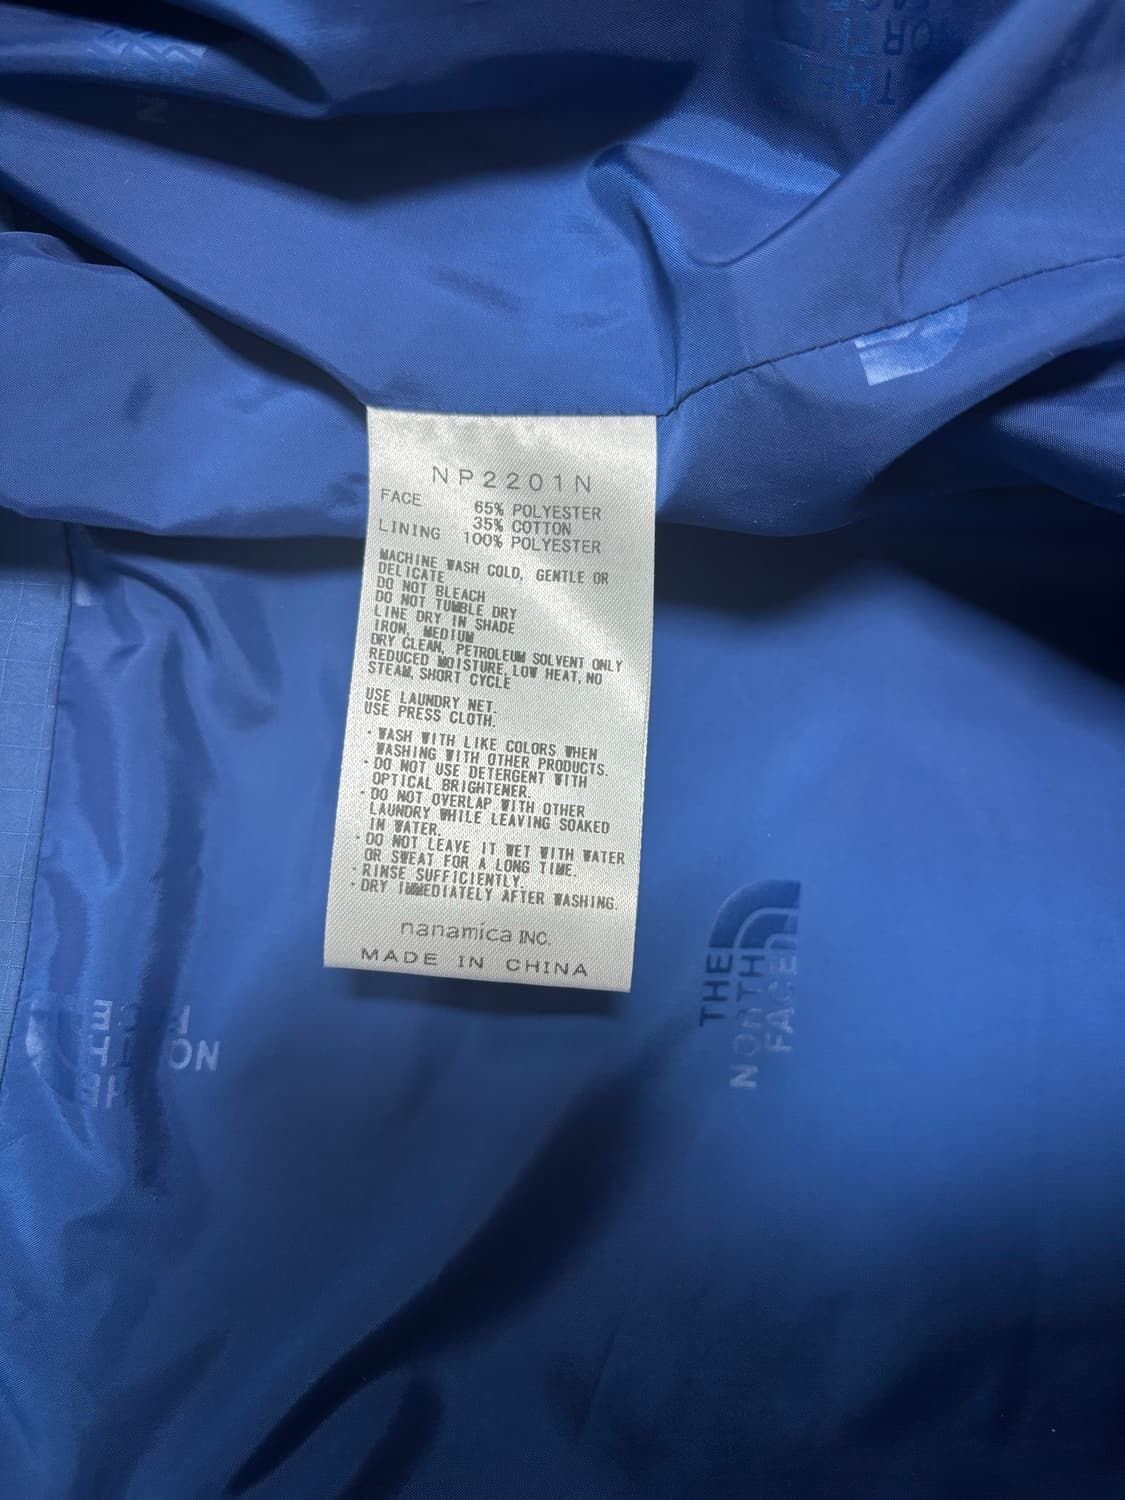 NP2201N
FACE 65% POLYESTER
35% COTTON
LINING 100% POLYESTER
MACHINE WASH COLD, GENTLE OR
DELICATE
DO NOT BLEACH
DO NOT TUMBLE DRY
LINE DRY IN SHADE
IRON, MEDIUM
DRY CLEAN, PETROLEUM SOLVENT ONLY
REDUCED MOISTURE, LOW HEAT, NO
STEAM, SHORT CYCLE
USE LAUNDRY NET.
USE PRESS CLOTH.
・WASH WITH LIKE COLORS WHEN
WASHING WITH OTHER PRODUCTS.
・DO NOT USE DETERGENT WITH
OPTICAL BRIGHTENER.
・DO NOT OVERLAP WITH OTHER
LAUNDRY WHILE LEAVING SOAKED
IN WATER.
・DO NOT LEAVE IT WET WITH WATER
OR SWEAT FOR A LONG TIME.
・RINSE SUFFICIENTLY.
・DRY IMMEDIATELY AFTER WASHING.
nanamica INC.
MADE IN CHINA
THE
NORTH
FACE